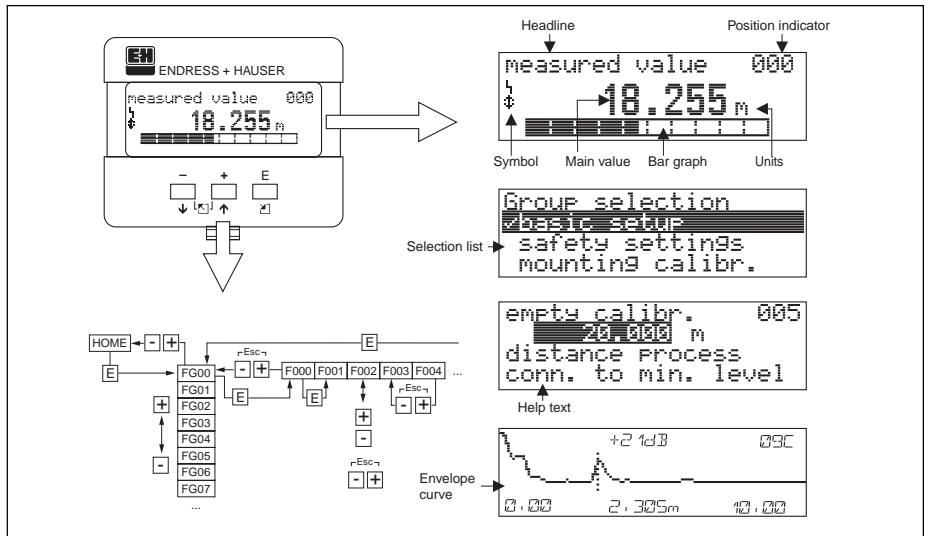 Headline
Position indicator
E+H
ENDRESS + HAUSER
measured value 000
18.255 m
- + E
measured value 000
18.255 m
Symbol
Main value
Bar graph
Units
Group selection
✓basic setup
safety settings
mounting calibr.
Selection list
empty calibr. 005
20.000 m
distance process
conn. to min. level
Help text
+21dB 09C
Envelope
curve
0.00 2.305m 10.00
HOME - +
E
E
Esc
- +
FG00
FG01
FG02
FG03
FG04
FG05
FG06
FG07
...
+
-
E
F000 F001 F002 F003 F004 ...
E
+
-
Esc
- +
Esc
- +